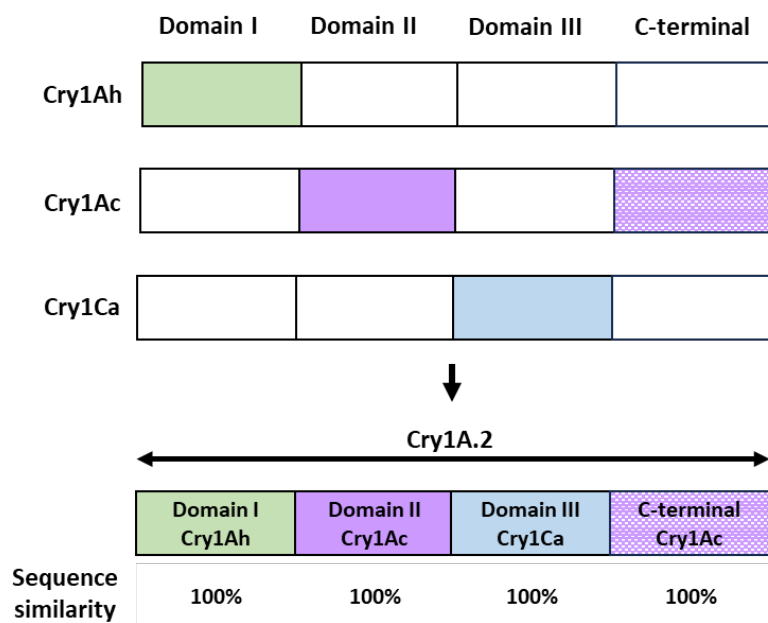 Domain I Domain II Domain III C-terminal
Cry1Ah
Cry1Ac
Cry1Ca
Cry1A.2
Domain I Domain II Domain III C-terminal
Cry1Ah Cry1Ac Cry1Ca Cry1Ac
Sequence
similarity
100% 100% 100% 100%